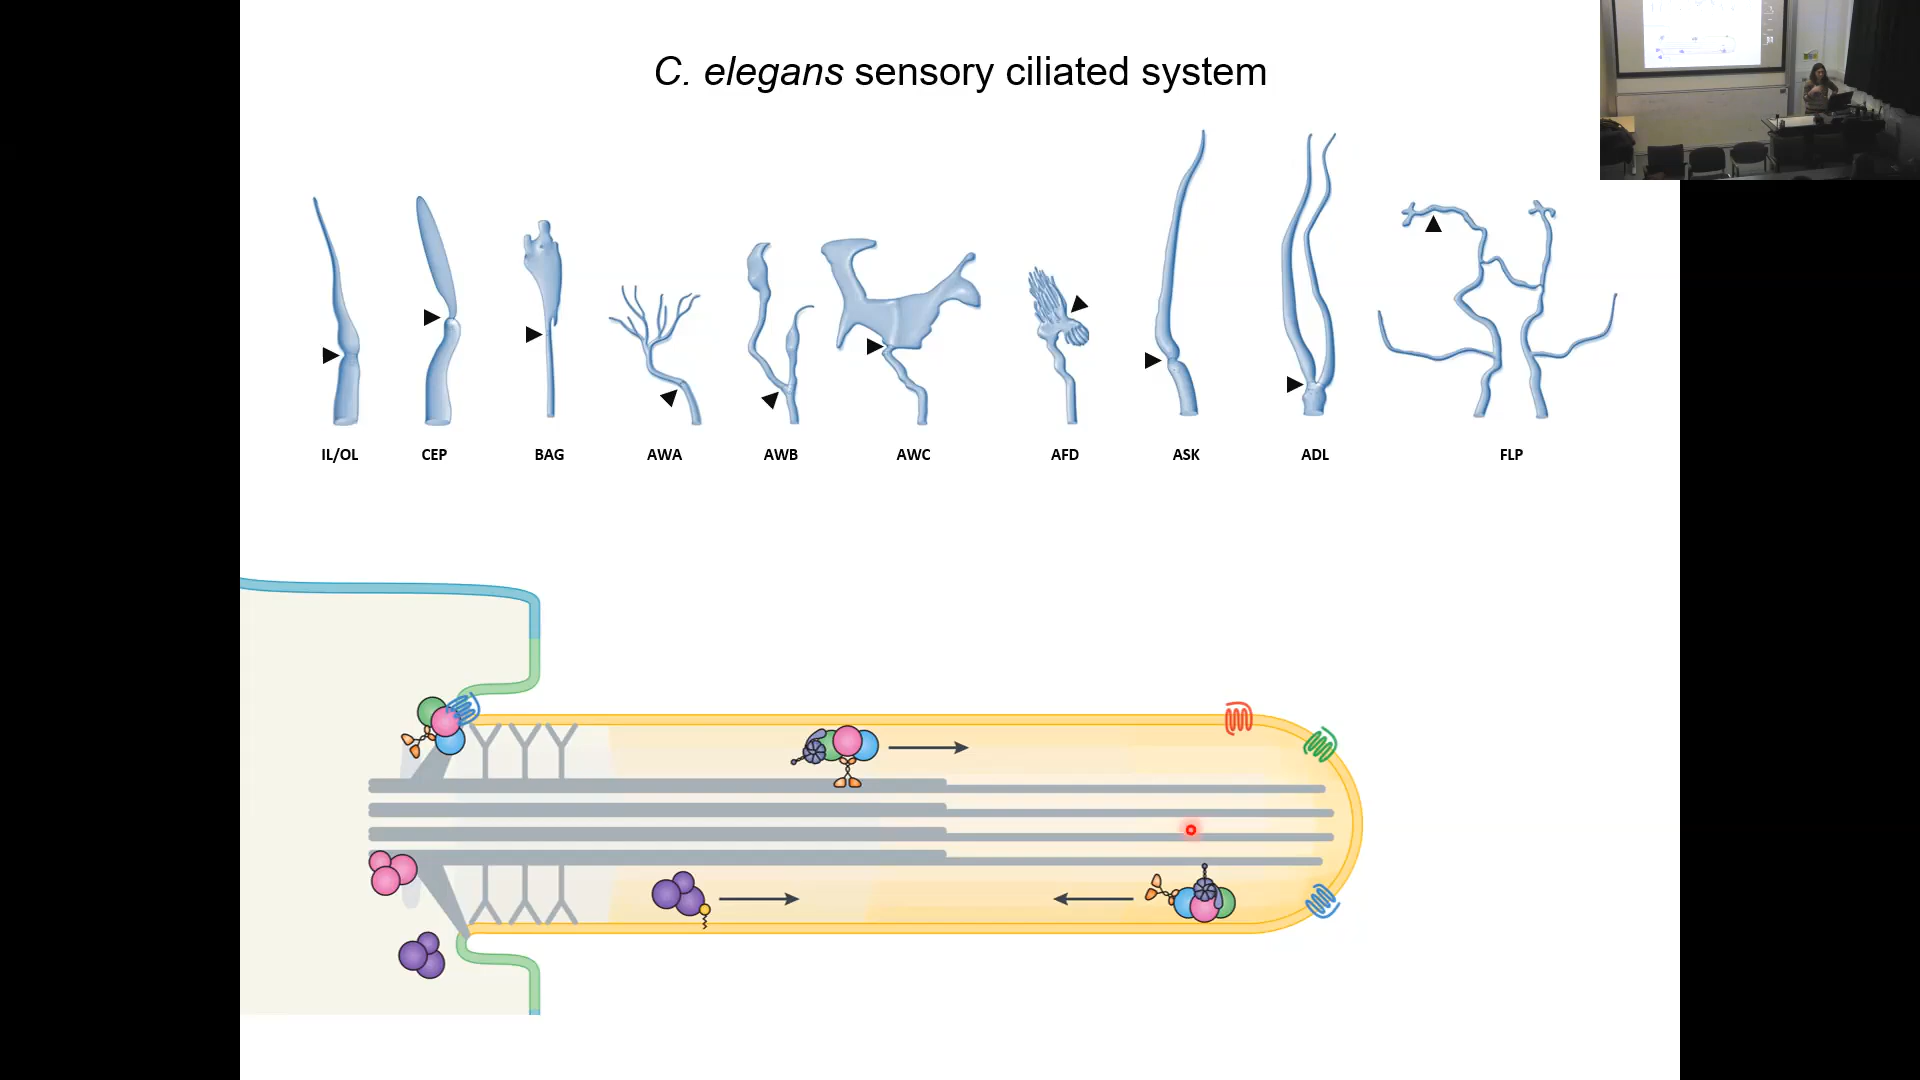 C. elegans sensory ciliated system
IL/OL CEP BAG AWA AWB AWC AFD ASK ADL FLP